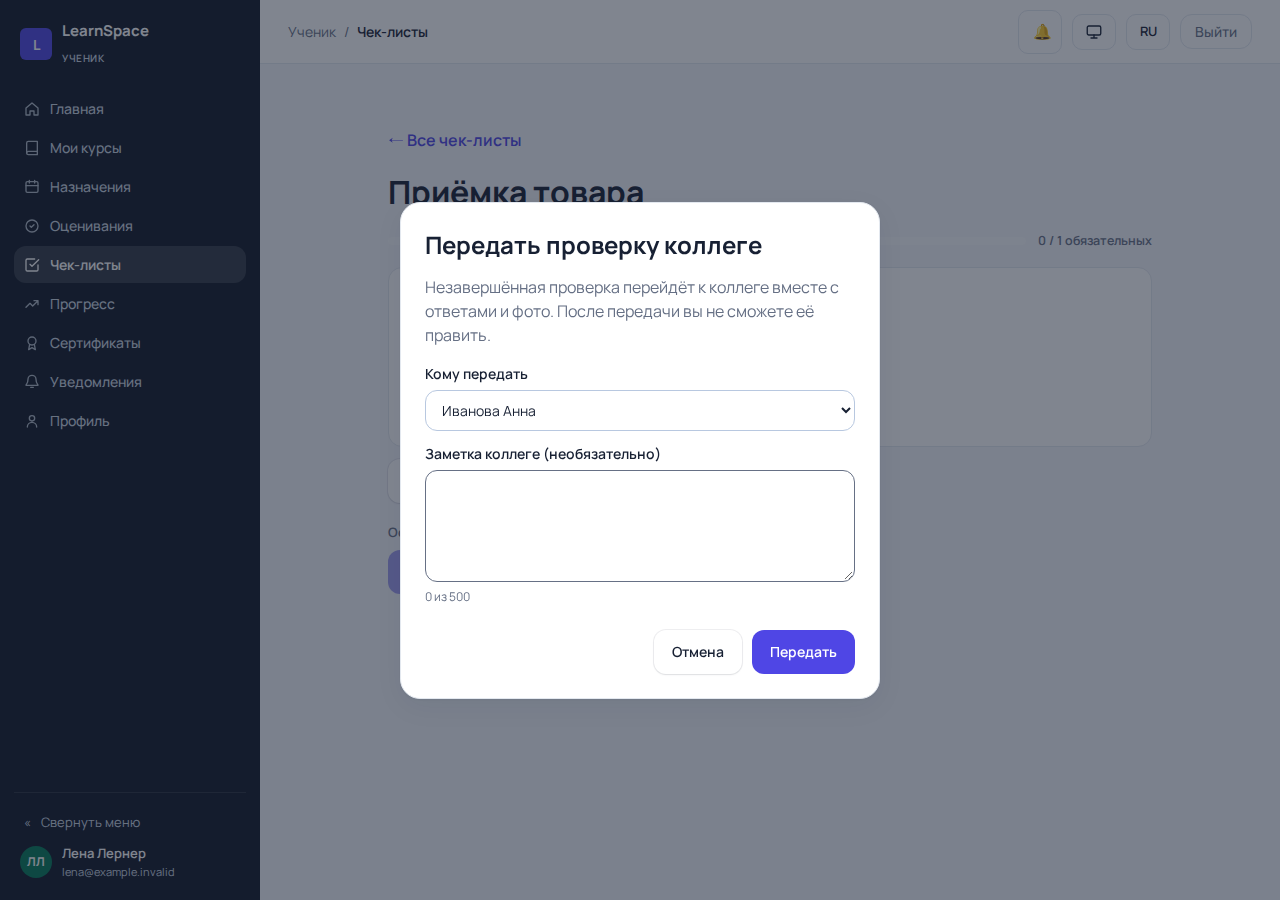 L
LearnSpace
УЧЕНИК
Главная
Мои курсы
Назначения
Оценивания
Чек-листы
Прогресс
Сертификаты
Уведомления
Профиль
« Свернуть меню
ЛЛ
Лена Лернер
lena@example.invalid
Ученик / Чек-листы
RU
Выйти
← Все чек-листы
Приёмка товара
0 / 1 обязательных
Передать проверку коллеге
Незавершённая проверка перейдёт к коллеге вместе с
ответами и фото. После передачи вы не сможете её
править.
Кому передать
Иванова Анна
Заметка коллеге (необязательно)
0 из 500
Отмена
Передать